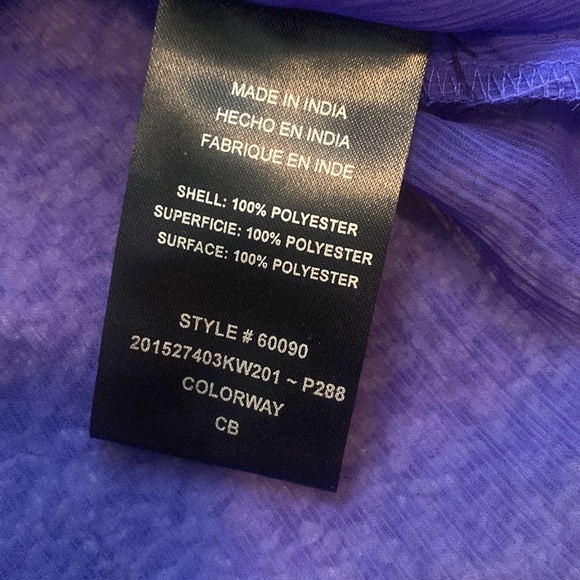 MADE IN INDIA
HECHO EN INDIA
FABRIQUE EN INDE
SHELL: 100% POLYESTER
SUPERFICIE: 100% POLYESTER
SURFACE: 100% POLYESTER
STYLE # 60090
201527403KW201 ~ P288
COLORWAY
CB